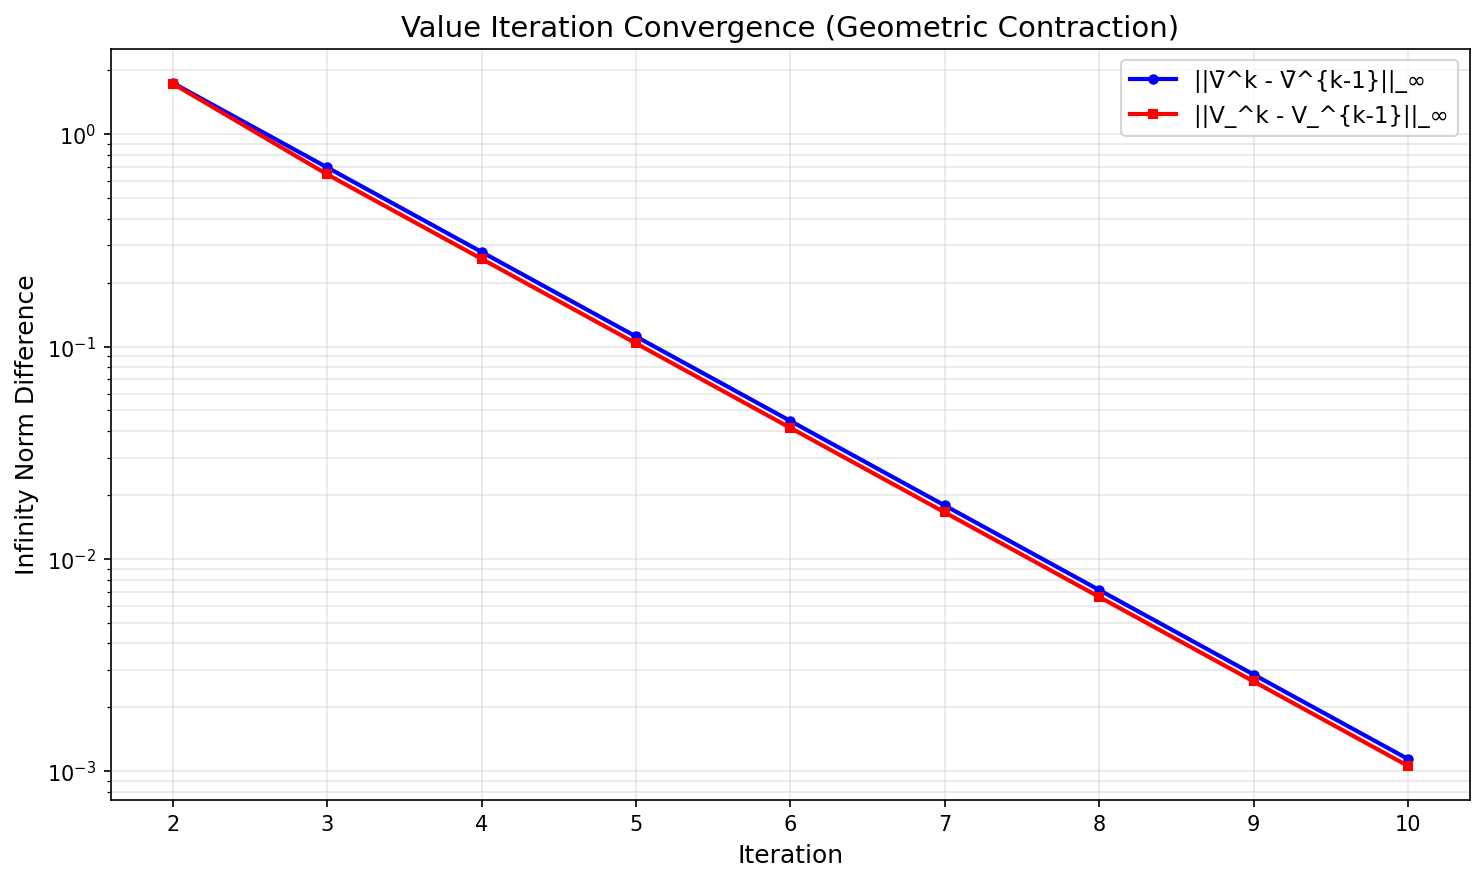 Value Iteration Convergence (Geometric Contraction)
||V̄^k - V̄^{k-1}||_∞
||V_^k - V_^{k-1}||_∞
Infinity Norm Difference
10⁰
10⁻¹
10⁻²
10⁻³
2 3 4 5 6 7 8 9 10
Iteration